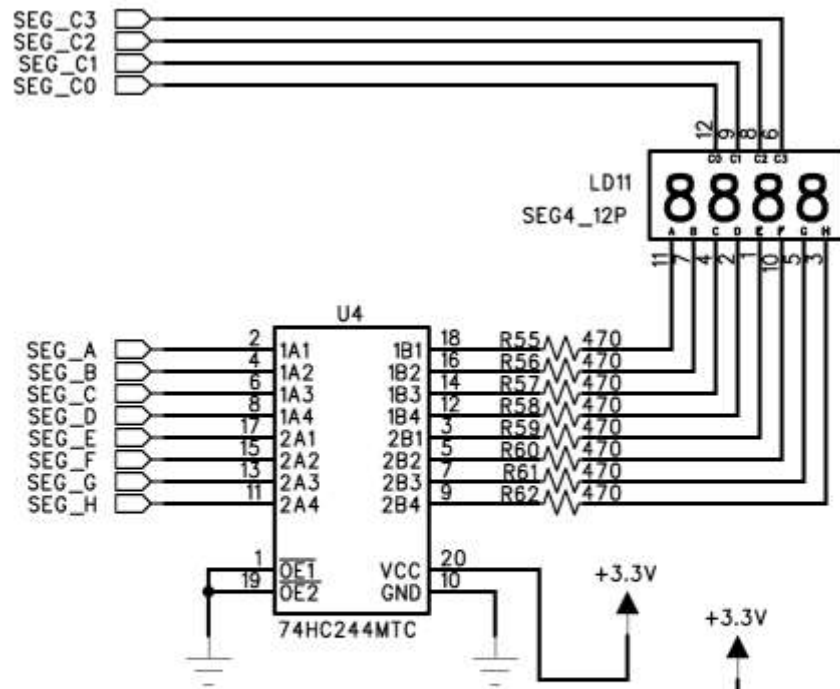 SEG_C3
SEG_C2
SEG_C1
SEG_C0
12 9 8 6
C0 C1 C2 C3
LD11
SEG4_12P
8 8 8 8
A B C D E F G H
11 7 4 2 1 10 5 3
U4
SEG_A 2 1A1 1B1 18 R55 470
SEG_B 4 1A2 1B2 16 R56 470
SEG_C 6 1A3 1B3 14 R57 470
SEG_D 8 1A4 1B4 12 R58 470
SEG_E 17 2A1 2B1 3 R59 470
SEG_F 15 2A2 2B2 5 R60 470
SEG_G 13 2A3 2B3 7 R61 470
SEG_H 11 2A4 2B4 9 R62 470
1 OE1 VCC 20
19 OE2 GND 10
74HC244MTC
+3.3V
+3.3V